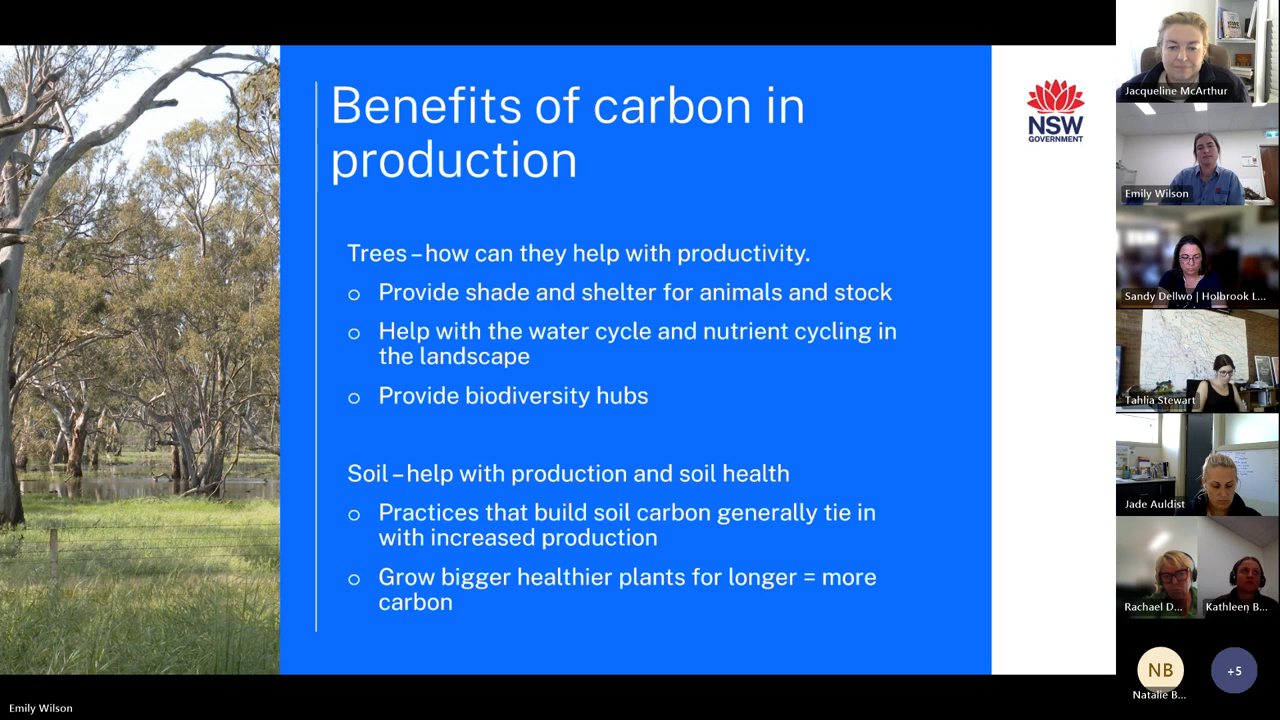 Benefits of carbon in
production
Trees – how can they help with productivity.
o Provide shade and shelter for animals and stock
o Help with the water cycle and nutrient cycling in
the landscape
o Provide biodiversity hubs
Soil – help with production and soil health
o Practices that build soil carbon generally tie in
with increased production
o Grow bigger healthier plants for longer = more
carbon
NSW
GOVERNMENT
Jacqueline McArthur
Emily Wilson
Sandy Dellwo | Holbrook L...
Tahlia Stewart
Jade Auldist
Rachael D...
Kathleen B...
NB
Natalie B...
+5
Emily Wilson